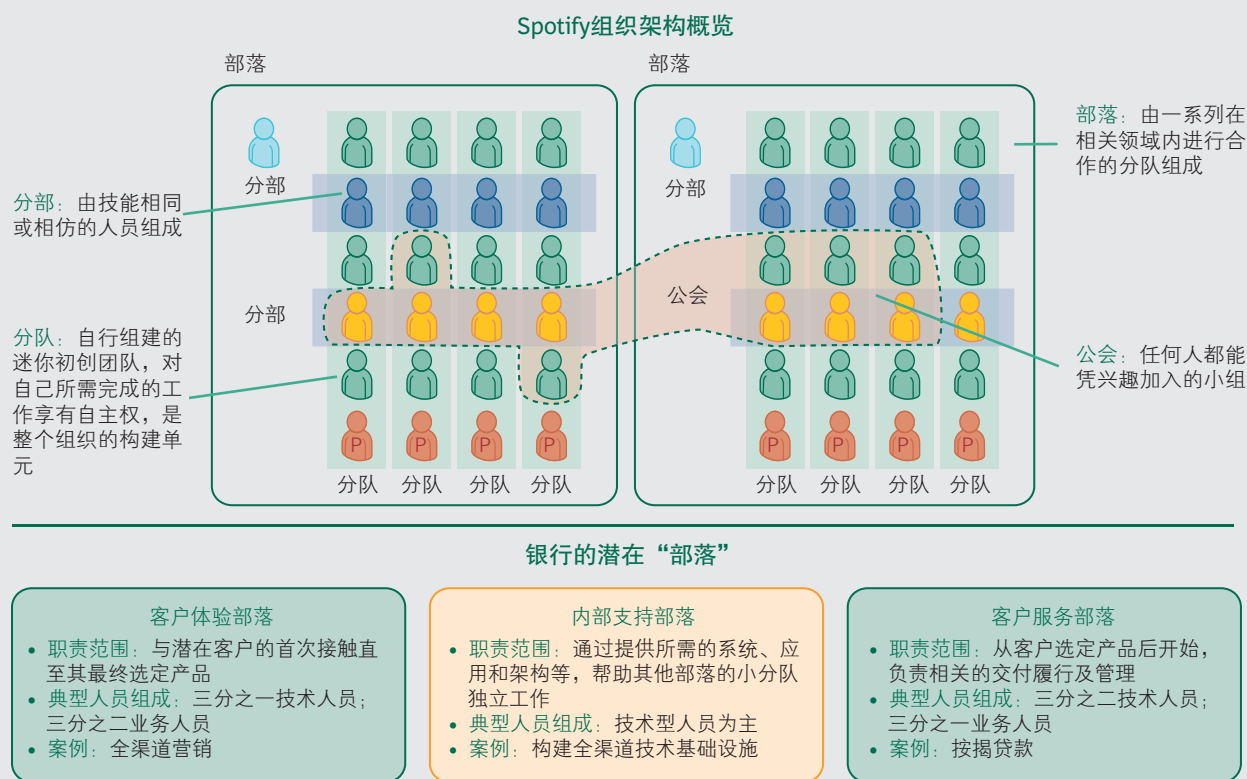 Spotify组织架构概览
部落
部落
分部
分部
公会
分部
分部：由技能相同
或相仿的人员组成
分队：自行组建的
迷你初创团队，对
自己所需完成的工
作享有自主权，是
整个组织的构建单
元
部落：由一系列在
相关领域内进行合
作的分队组成
公会：任何人都能
凭兴趣加入的小组
P P P P P P P P
分队 分队 分队 分队 分队 分队 分队 分队
银行的潜在“部落”
客户体验部落
• 职责范围：与潜在客户的首次接触直
至其最终选定产品
• 典型人员组成：三分之一技术人员；
三分之二业务人员
• 案例：全渠道营销
内部支持部落
• 职责范围：通过提供所需的系统、应
用和架构等，帮助其他部落的小分队
独立工作
• 典型人员组成：技术型人员为主
• 案例：构建全渠道技术基础设施
客户服务部落
• 职责范围：从客户选定产品后开始，
负责相关的交付履行及管理
• 典型人员组成：三分之二技术人员；
三分之一业务人员
• 案例：按揭贷款